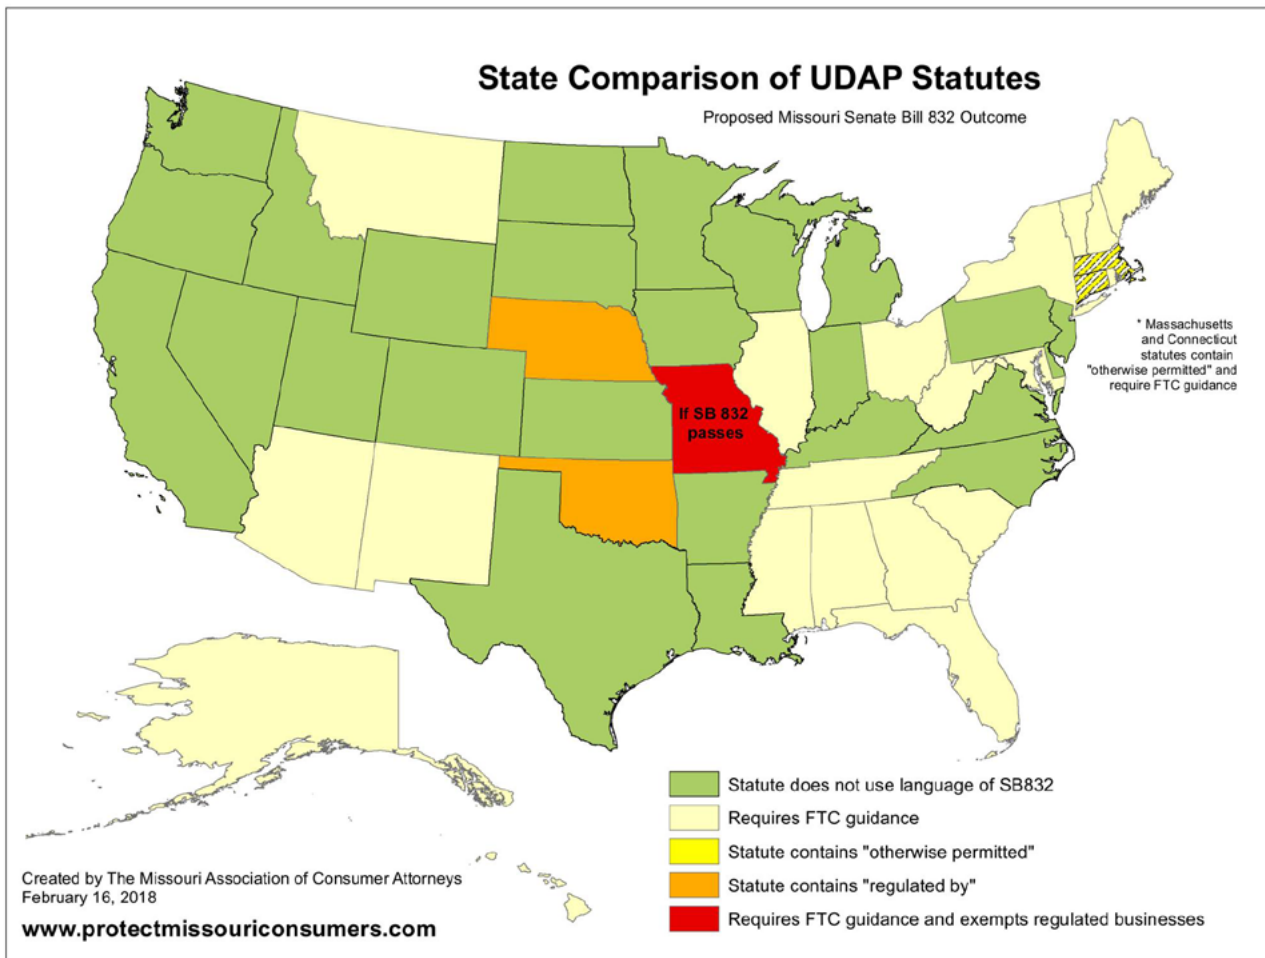 State Comparison of UDAP Statutes
Proposed Missouri Senate Bill 832 Outcome
* Massachusetts
and Connecticut
statutes contain
"otherwise permitted" and
require FTC guidance
If SB 832
passes
Statute does not use language of SB832
Requires FTC guidance
Statute contains "otherwise permitted"
Statute contains "regulated by"
Requires FTC guidance and exempts regulated businesses
Created by The Missouri Association of Consumer Attorneys
February 16, 2018
www.protectmissouriconsumers.com